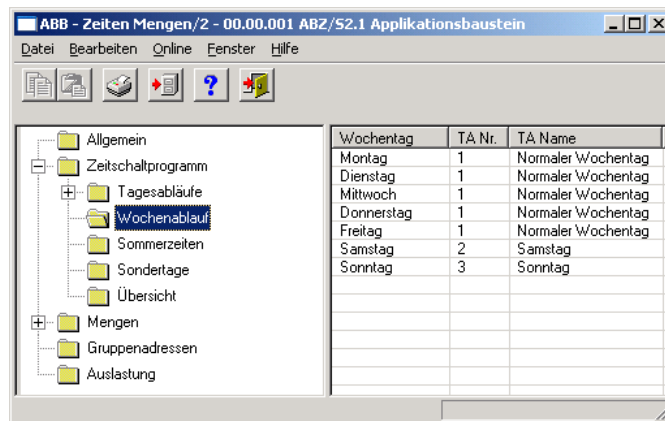 ABB - Zeiten Mengen/2 - 00.00.001 ABZ/S2.1 Applikationsbaustein
Datei Bearbeiten Online Fenster Hilfe
Allgemein
Zeitschaltprogramm
Tagesabläufe
Wochenablauf
Sommerzeiten
Sondertage
Übersicht
Mengen
Gruppenadressen
Auslastung
Wochentag TA Nr. TA Name
Montag 1 Normaler Wochentag
Dienstag 1 Normaler Wochentag
Mittwoch 1 Normaler Wochentag
Donnerstag 1 Normaler Wochentag
Freitag 1 Normaler Wochentag
Samstag 2 Samstag
Sonntag 3 Sonntag